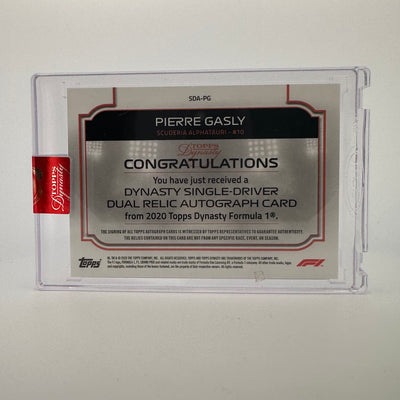 SDA-PG
PIERRE GASLY
SCUDERIA ALPHATAURI - #10
TOPPS
Dynasty
CONGRATULATIONS
You have just received a
DYNASTY SINGLE-DRIVER
DUAL RELIC AUTOGRAPH CARD
from 2020 Topps Dynasty Formula 1®.
THE SIGNING OF ALL TOPPS AUTOGRAPH CARDS IS WITNESSED BY TOPPS REPRESENTATIVES TO GUARANTEE AUTHENTICITY.
THE RELICS CONTAINED ON THIS CARD ARE NOT FROM ANY SPECIFIC RACE, EVENT, OR SEASON.
Topps
F1
TOPPS
Dynasty